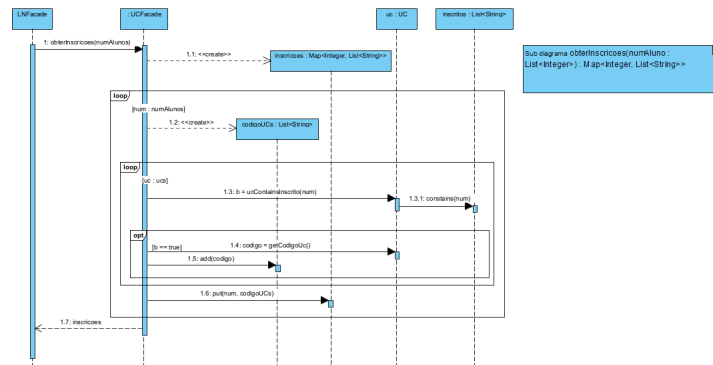 LNFacade
: UCFacade
uc : UC
inscritos : List<String>
1: obterInscricoes(numAlunos)
1.1: <<create>>
inscricoes : Map<Integer, List<String>>
Sub diagrama obterInscricoes(numAluno :
List<Integer>) : Map<Integer, List<String>>
loop
[num : numAlunos]
1.2: <<create>>
codigoUCs : List<String>
loop
[uc : ucs]
1.3: b = ucContainsInscrito(num)
1.3.1: constains(num)
opt
[b == true]
1.4: codigo = getCodigoUc()
1.5: add(codigo)
1.6: put(num, codigoUCs)
1.7: inscricoes